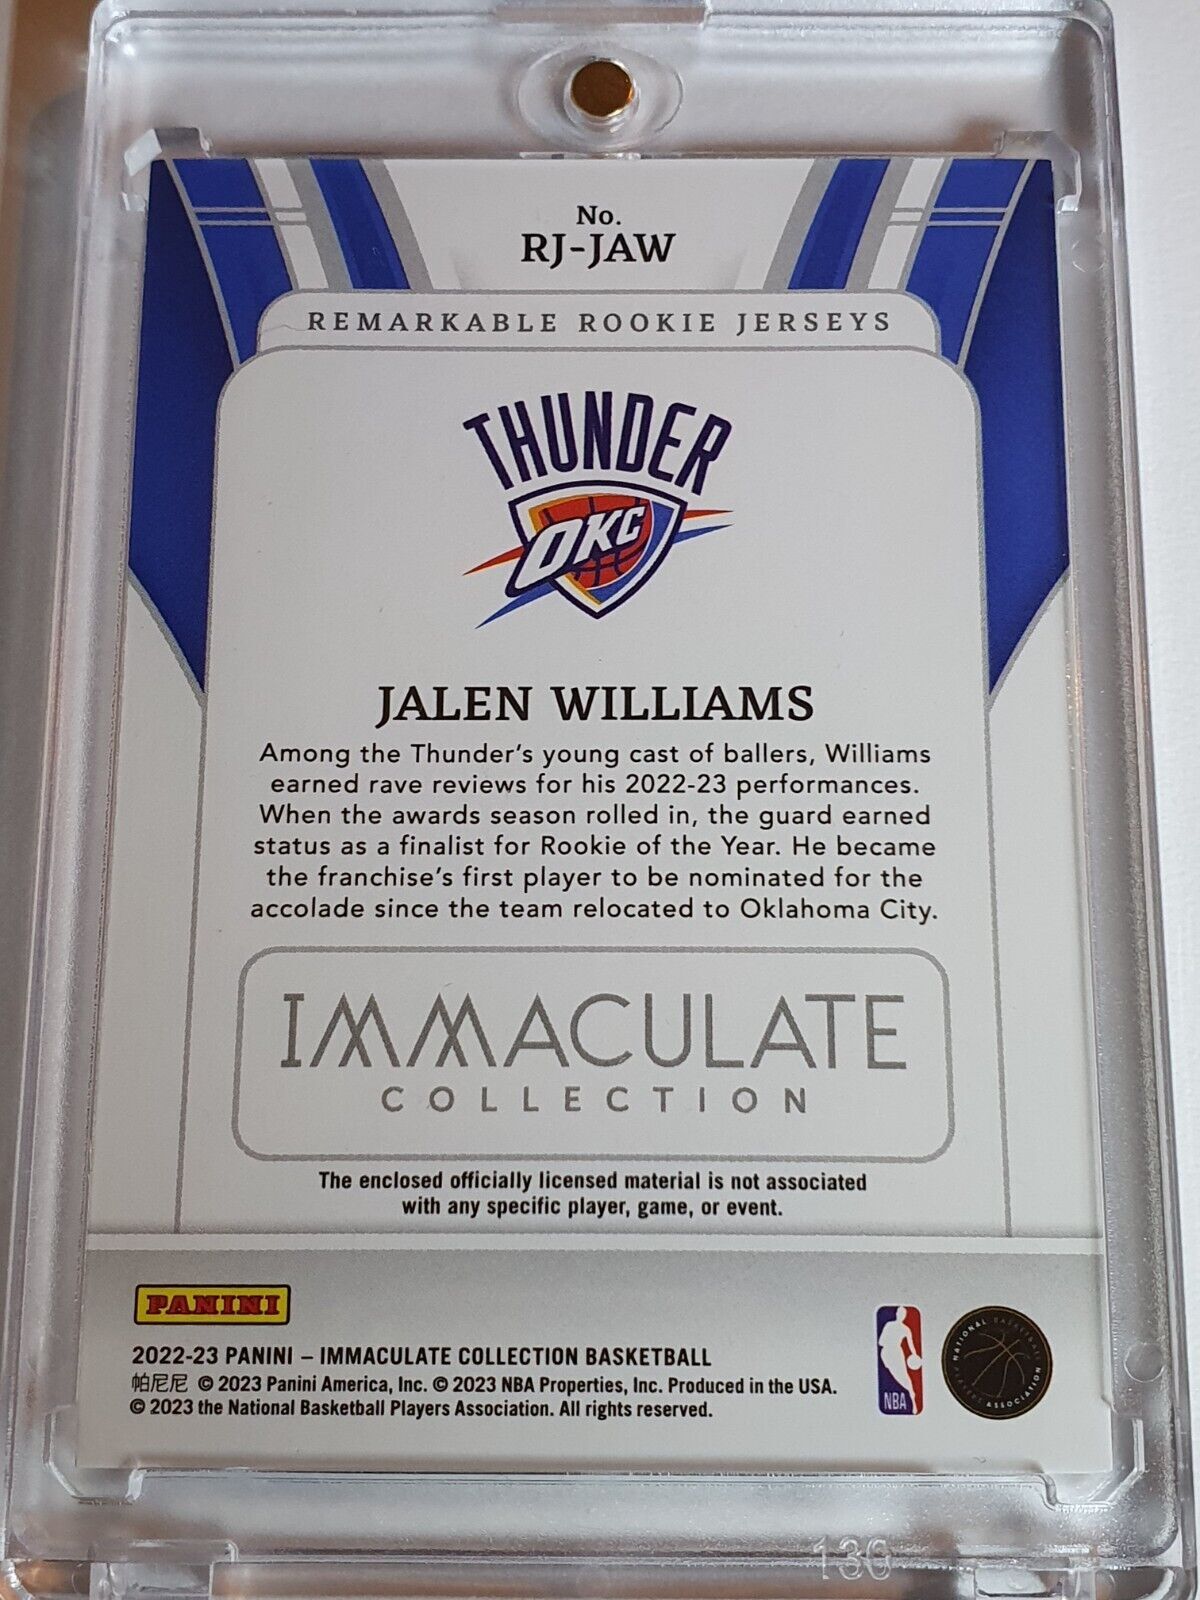 No.
RJ-JAW
REMARKABLE ROOKIE JERSEYS
THUNDER
OKC
JALEN WILLIAMS
Among the Thunder's young cast of ballers, Williams
earned rave reviews for his 2022-23 performances.
When the awards season rolled in, the guard earned
status as a finalist for Rookie of the Year. He became
the franchise's first player to be nominated for the
accolade since the team relocated to Oklahoma City.
IMMACULATE
COLLECTION
The enclosed officially licensed material is not associated
with any specific player, game, or event.
PANINI
2022-23 PANINI – IMMACULATE COLLECTION BASKETBALL
帕尼尼 © 2023 Panini America, Inc. © 2023 NBA Properties, Inc. Produced in the USA.
© 2023 the National Basketball Players Association. All rights reserved.
NBA
NATIONAL BASKETBALL
PLAYERS ASSOCIATION
130